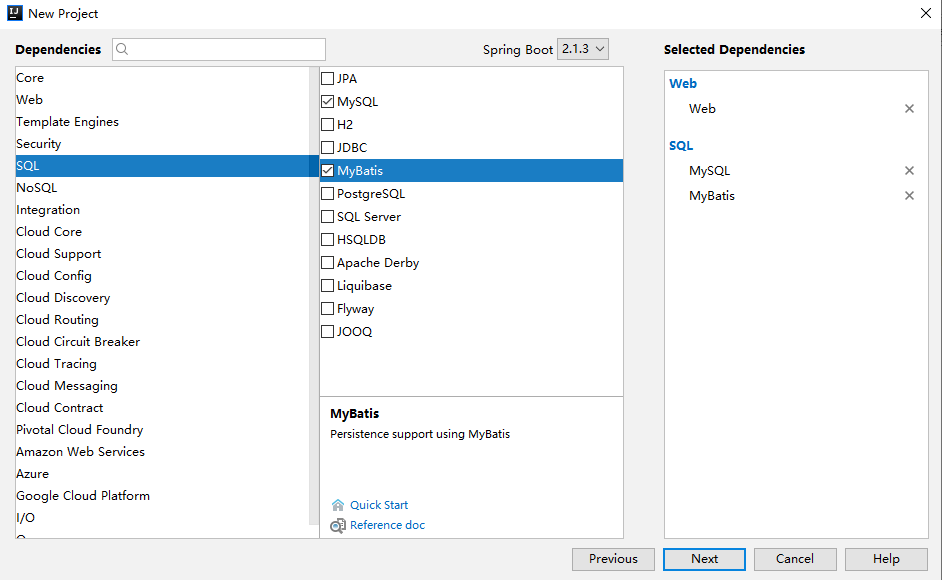 New Project
Dependencies
Spring Boot 2.1.3
Selected Dependencies
Core
Web
Template Engines
Security
SQL
NoSQL
Integration
Cloud Core
Cloud Support
Cloud Config
Cloud Discovery
Cloud Routing
Cloud Circuit Breaker
Cloud Tracing
Cloud Messaging
Cloud Contract
Pivotal Cloud Foundry
Amazon Web Services
Azure
Google Cloud Platform
I/O
JPA
MySQL
H2
JDBC
MyBatis
PostgreSQL
SQL Server
HSQLDB
Apache Derby
Liquibase
Flyway
JOOQ
MyBatis
Persistence support using MyBatis
Quick Start
Reference doc
Web
Web
SQL
MySQL
MyBatis
Previous
Next
Cancel
Help